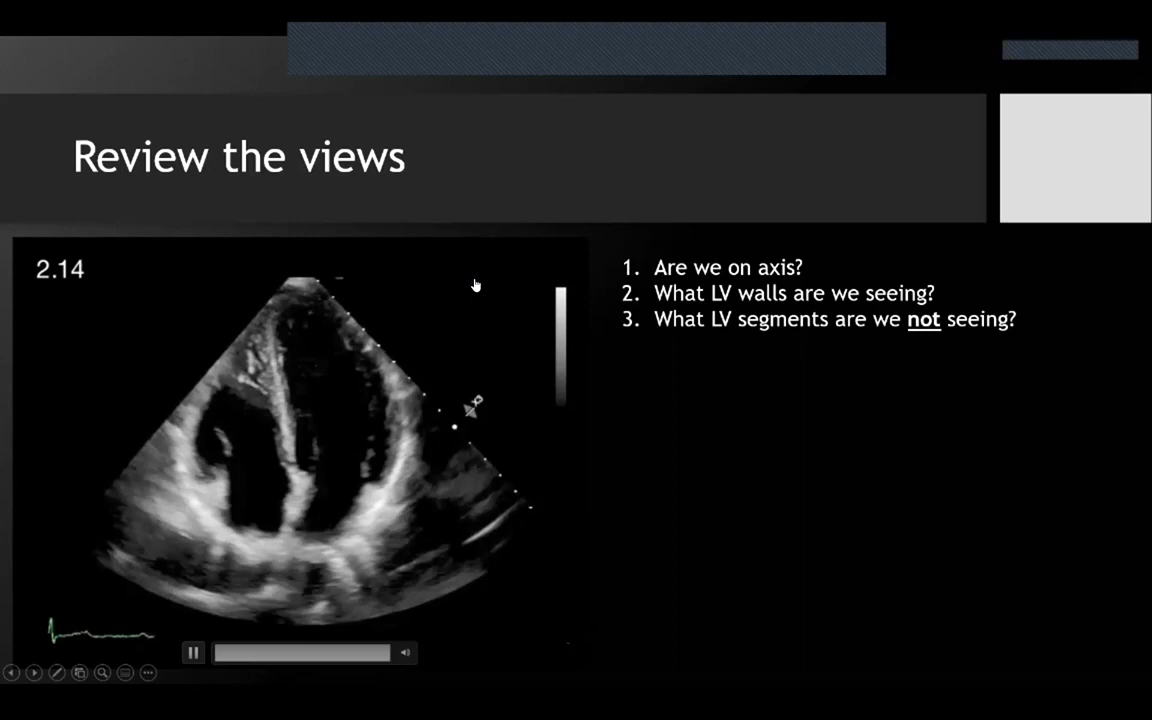 Review the views
2.14
1. Are we on axis?
2. What LV walls are we seeing?
3. What LV segments are we not seeing?